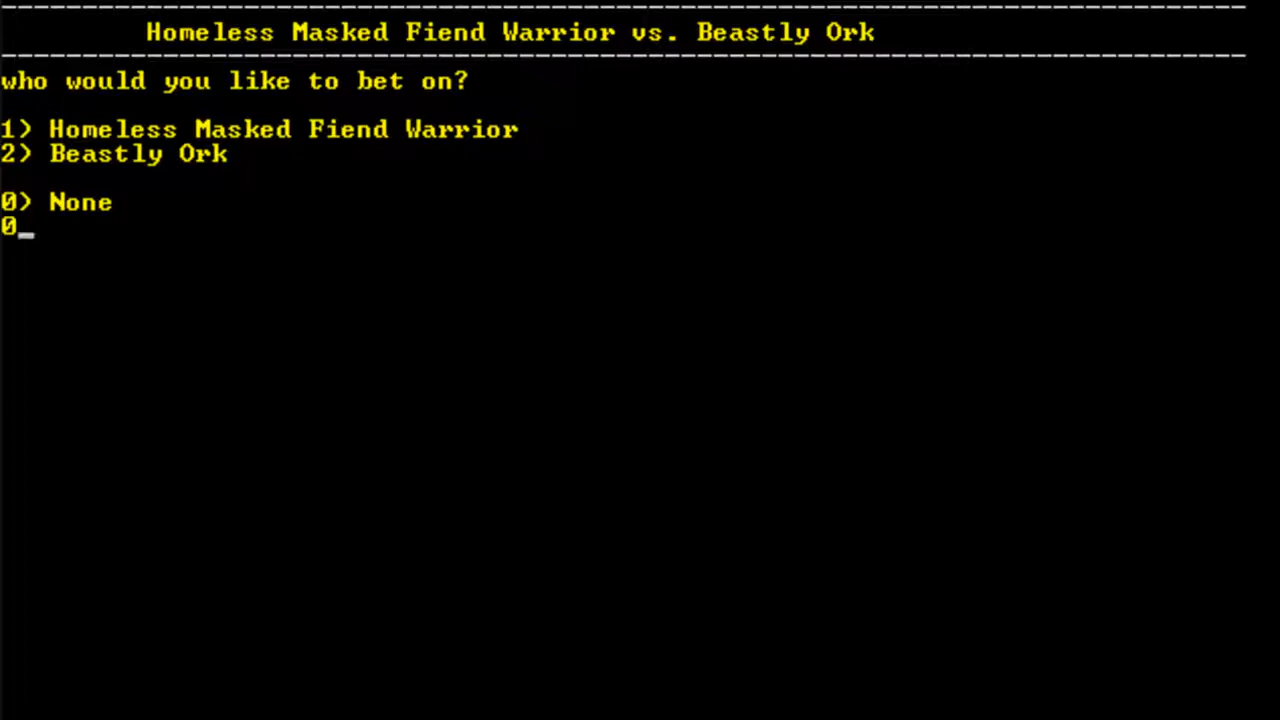 Homeless Masked Fiend Warrior vs. Beastly Ork
who would you like to bet on?
1) Homeless Masked Fiend Warrior
2) Beastly Ork
0) None
0_